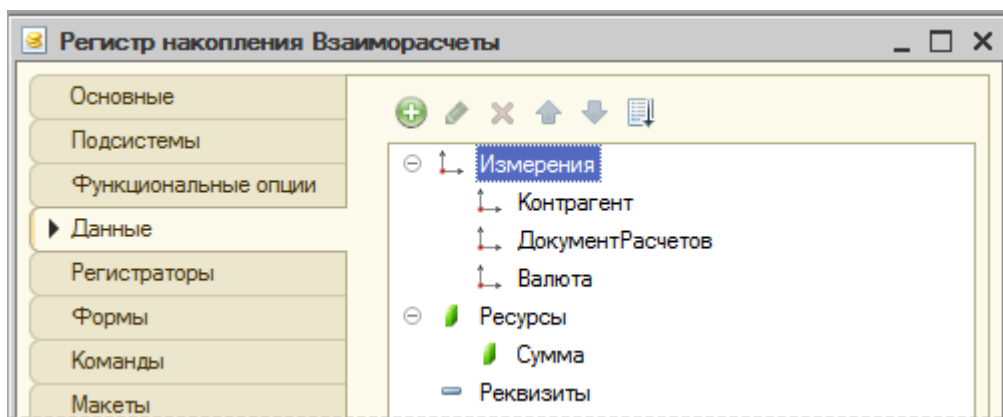 Регистр накопления Взаиморасчеты
Основные
Подсистемы
Функциональные опции
Данные
Регистраторы
Формы
Команды
Макеты
Измерения
Контрагент
ДокументРасчетов
Валюта
Ресурсы
Сумма
Реквизиты